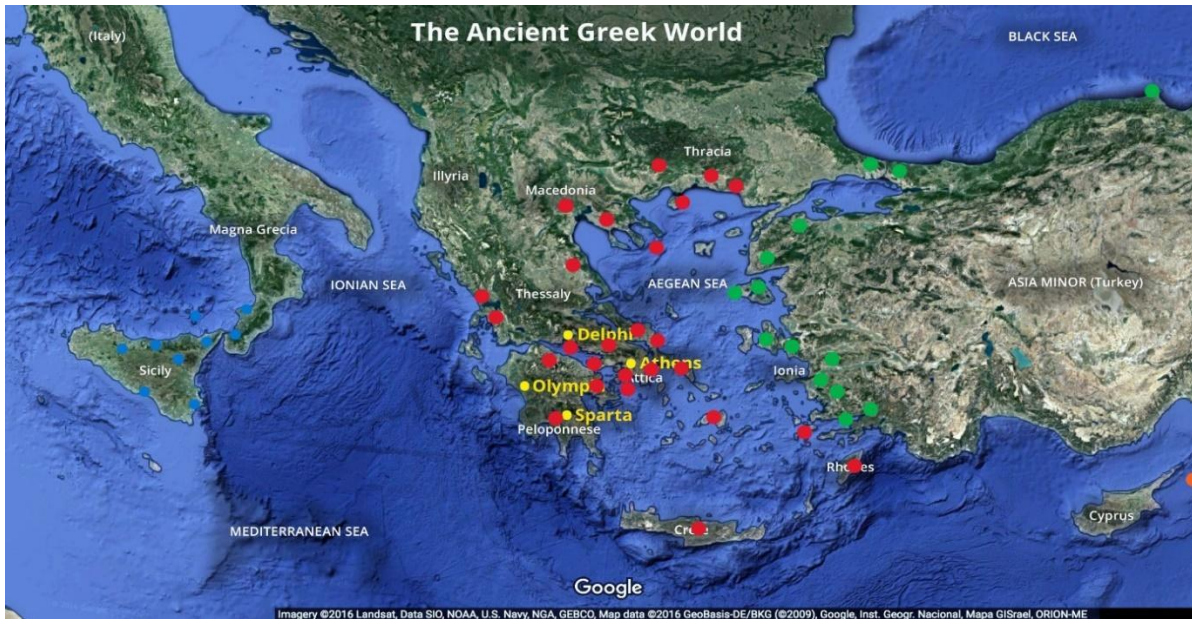 The Ancient Greek World
(Italy)
BLACK SEA
Thracia
Illyria
Macedonia
Magna Grecia
IONIAN SEA
AEGEAN SEA
ASIA MINOR (Turkey)
Thessaly
Delphi
Athens
Sicily
Ionia
Attica
Olymp
Sparta
Peloponnese
Rhodes
Cyprus
Crete
MEDITERRANEAN SEA
Google
Imagery ©2016 Landsat, Data SIO, NOAA, U.S. Navy, NGA, GEBCO, Map data ©2016 GeoBasis-DE/BKG (©2009), Google, Inst. Geogr. Nacional, Mapa GISrael, ORION-ME